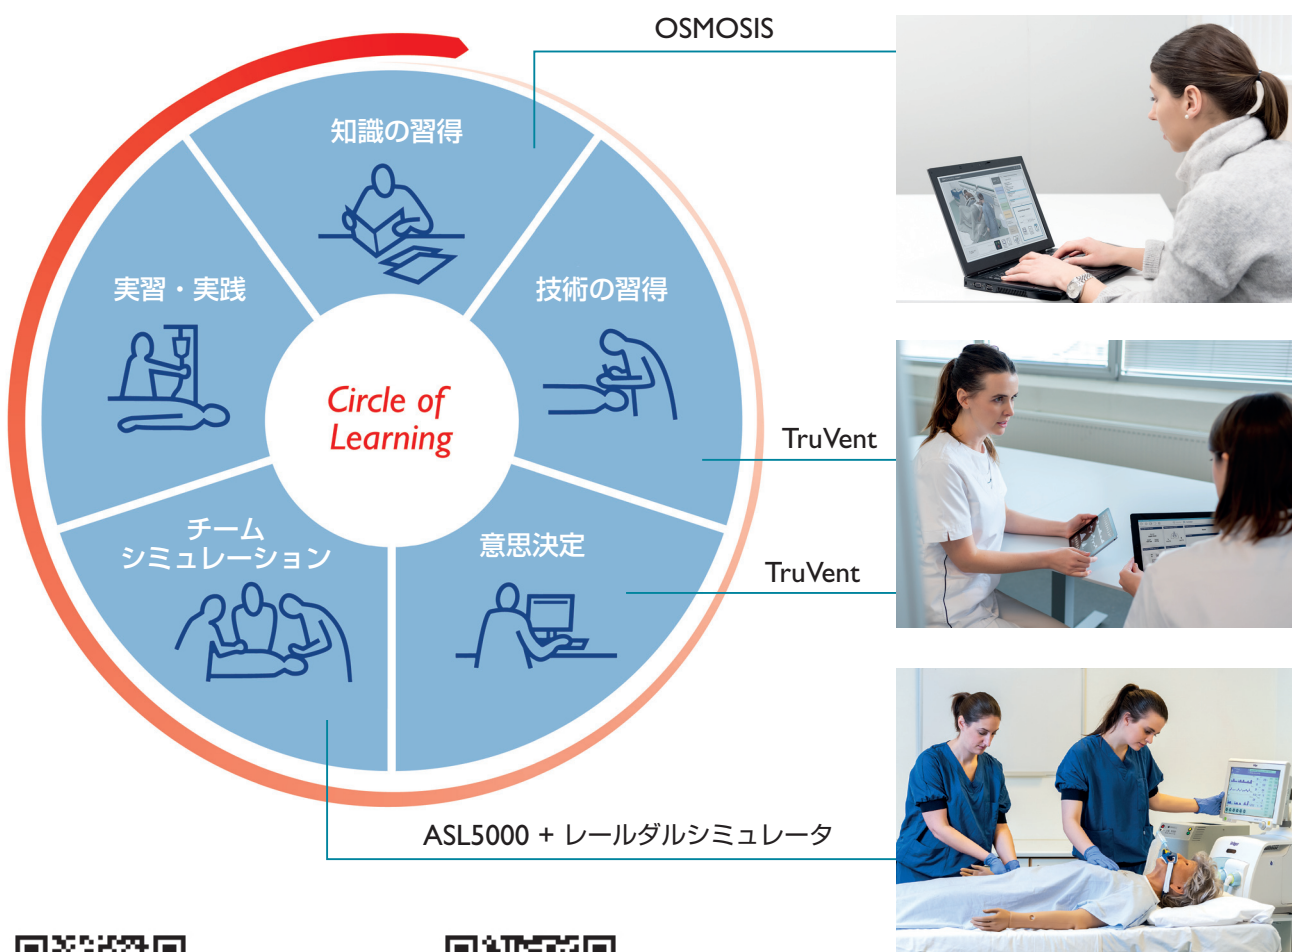 OSMOSIS
知識の習得
実習・実践
技術の習得
Circle of
Learning
TruVent
チーム
シミュレーション
意思決定
TruVent
ASL5000 + レールダルシミュレータ